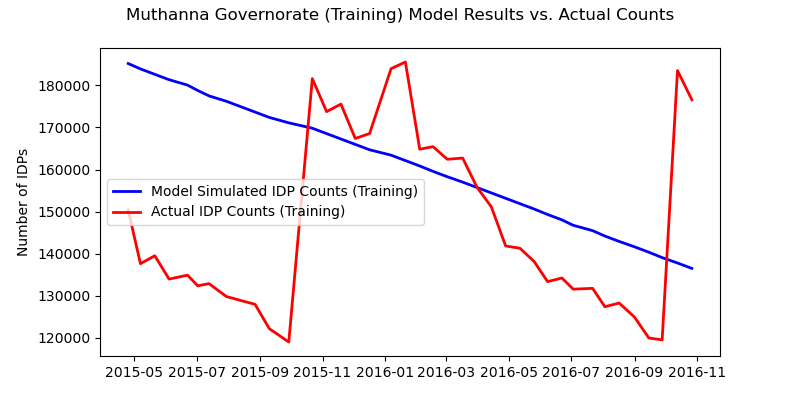 Muthanna Governorate (Training) Model Results vs. Actual Counts
Number of IDPs
180000
170000
160000
150000
140000
130000
120000
Model Simulated IDP Counts (Training)
Actual IDP Counts (Training)
2015-05 2015-07 2015-09 2015-11 2016-01 2016-03 2016-05 2016-07 2016-09 2016-11